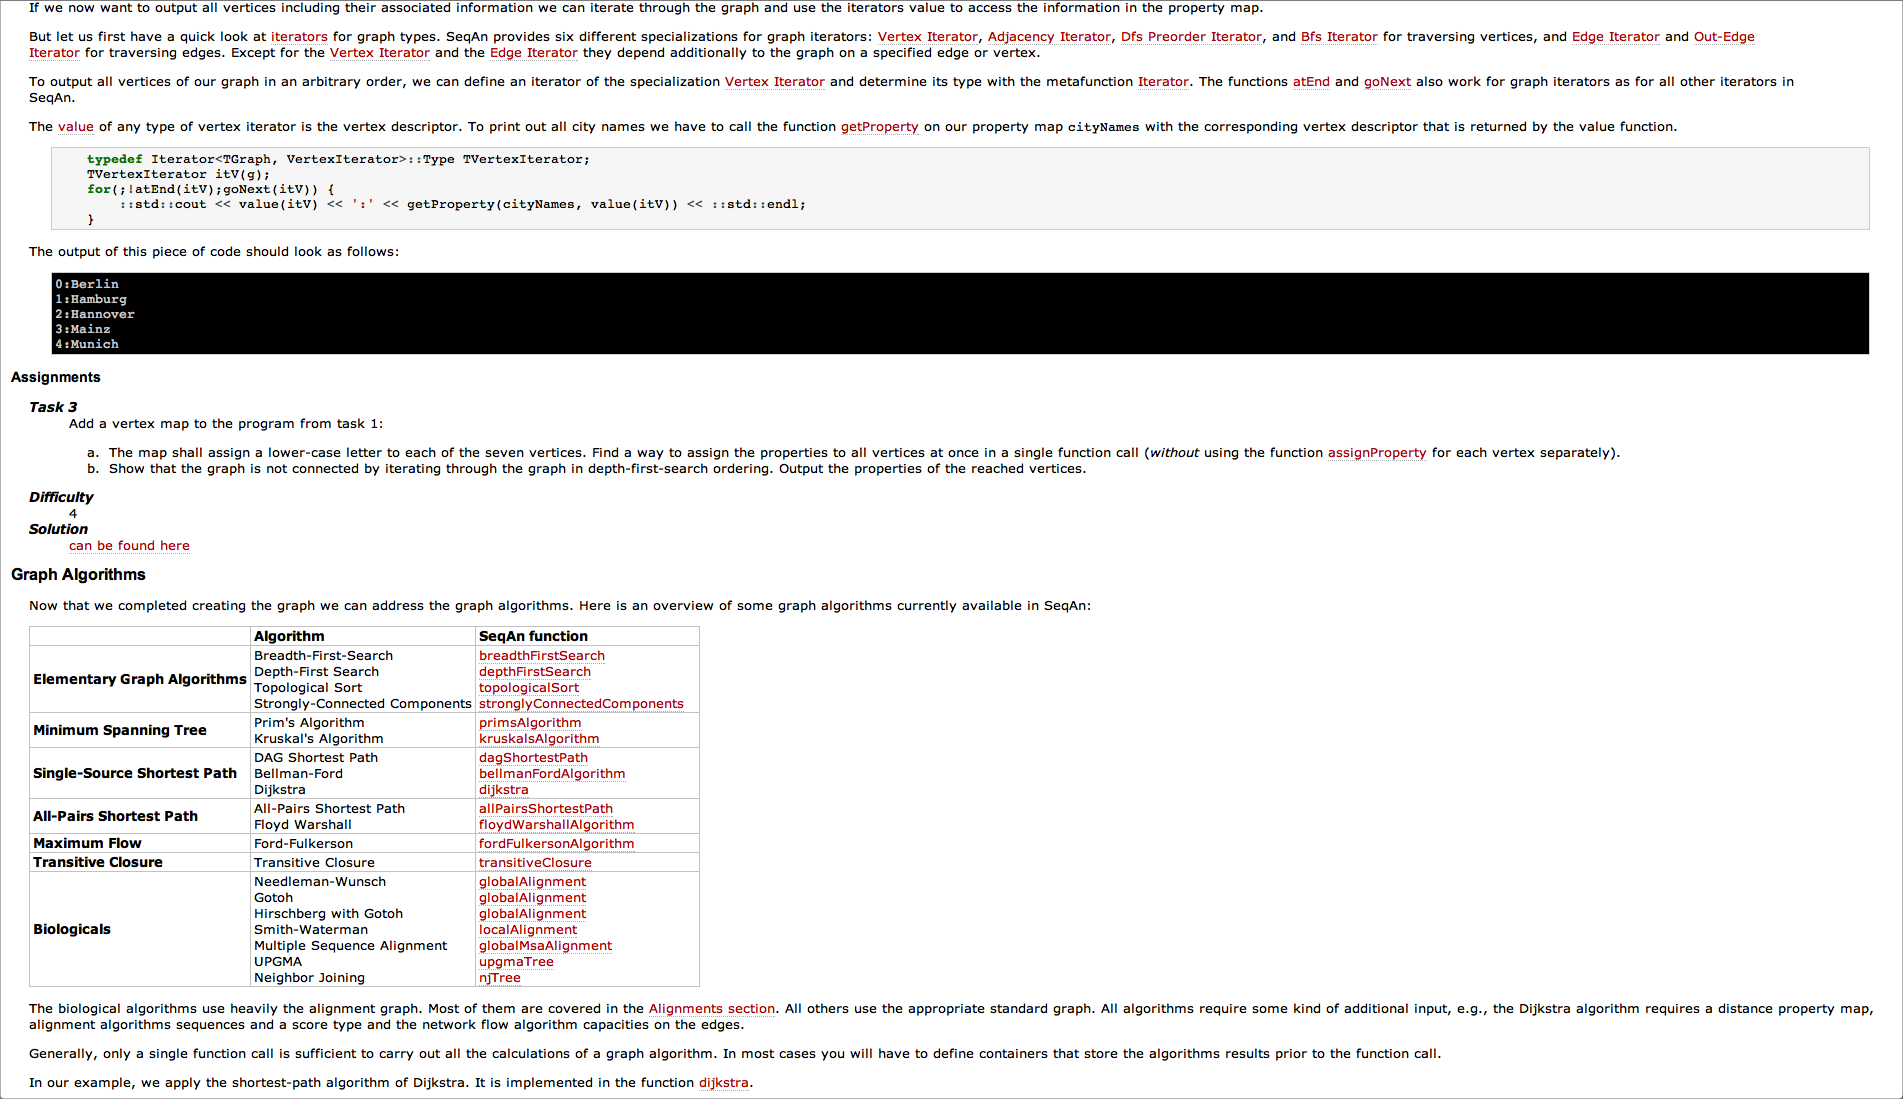 If we now want to output all vertices including their associated information we can iterate through the graph and use the iterators value to access the information in the property map.
But let us first have a quick look at iterators for graph types. SeqAn provides six different specializations for graph iterators: Vertex Iterator, Adjacency Iterator, Dfs Preorder Iterator, and Bfs Iterator for traversing vertices, and Edge Iterator and Out-Edge
Iterator for traversing edges. Except for the Vertex Iterator and the Edge Iterator they depend additionally to the graph on a specified edge or vertex.
To output all vertices of our graph in an arbitrary order, we can define an iterator of the specialization Vertex Iterator and determine its type with the metafunction Iterator. The functions atEnd and goNext also work for graph iterators as for all other iterators in
SeqAn.
The value of any type of vertex iterator is the vertex descriptor. To print out all city names we have to call the function getProperty on our property map cityNames with the corresponding vertex descriptor that is returned by the value function.
typedef Iterator<TGraph, VertexIterator>::Type TVertexIterator;
TVertexIterator itV(g);
for(;!atEnd(itV);goNext(itV)) {
::std::cout << value(itV) << ':' << getProperty(cityNames, value(itV)) << ::std::endl;
}
The output of this piece of code should look as follows:
0:Berlin
1:Hamburg
2:Hannover
3:Mainz
4:Munich
Assignments
Task 3
Add a vertex map to the program from task 1:
a. The map shall assign a lower-case letter to each of the seven vertices. Find a way to assign the properties to all vertices at once in a single function call (without using the function assignProperty for each vertex separately).
b. Show that the graph is not connected by iterating through the graph in depth-first-search ordering. Output the properties of the reached vertices.
Difficulty
4
Solution
can be found here
Graph Algorithms
Now that we completed creating the graph we can address the graph algorithms. Here is an overview of some graph algorithms currently available in SeqAn:
Algorithm SeqAn function
Elementary Graph Algorithms
Breadth-First-Search breadthFirstSearch
Depth-First Search depthFirstSearch
Topological Sort topologicalSort
Strongly-Connected Components stronglyConnectedComponents
Minimum Spanning Tree
Prim's Algorithm primsAlgorithm
Kruskal's Algorithm kruskalsAlgorithm
Single-Source Shortest Path
DAG Shortest Path dagShortestPath
Bellman-Ford bellmanFordAlgorithm
Dijkstra dijkstra
All-Pairs Shortest Path
All-Pairs Shortest Path allPairsShortestPath
Floyd Warshall floydWarshallAlgorithm
Maximum Flow Ford-Fulkerson fordFulkersonAlgorithm
Transitive Closure Transitive Closure transitiveClosure
Biologicals
Needleman-Wunsch globalAlignment
Gotoh globalAlignment
Hirschberg with Gotoh globalAlignment
Smith-Waterman localAlignment
Multiple Sequence Alignment globalMsaAlignment
UPGMA upgmaTree
Neighbor Joining njTree
The biological algorithms use heavily the alignment graph. Most of them are covered in the Alignments section. All others use the appropriate standard graph. All algorithms require some kind of additional input, e.g., the Dijkstra algorithm requires a distance property map,
alignment algorithms sequences and a score type and the network flow algorithm capacities on the edges.
Generally, only a single function call is sufficient to carry out all the calculations of a graph algorithm. In most cases you will have to define containers that store the algorithms results prior to the function call.
In our example, we apply the shortest-path algorithm of Dijkstra. It is implemented in the function dijkstra.